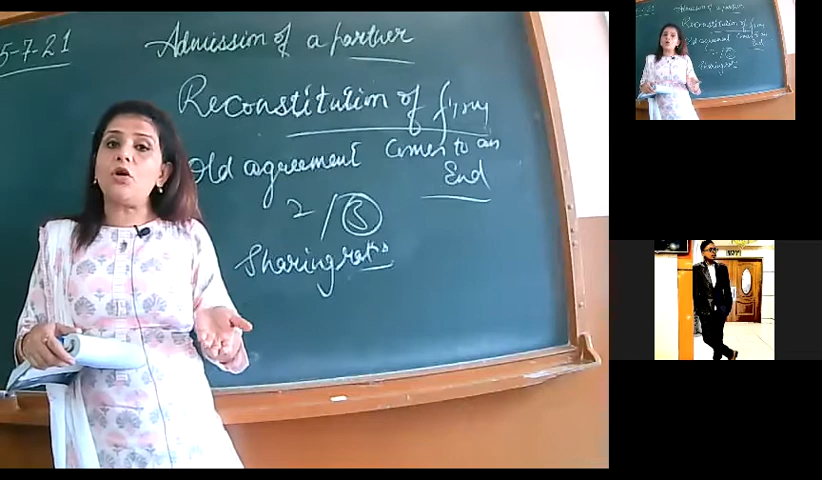 5-7-21
Admission of a partner
Reconstitution of firm
Old agreement comes to an
End
2/3
Sharing ratio